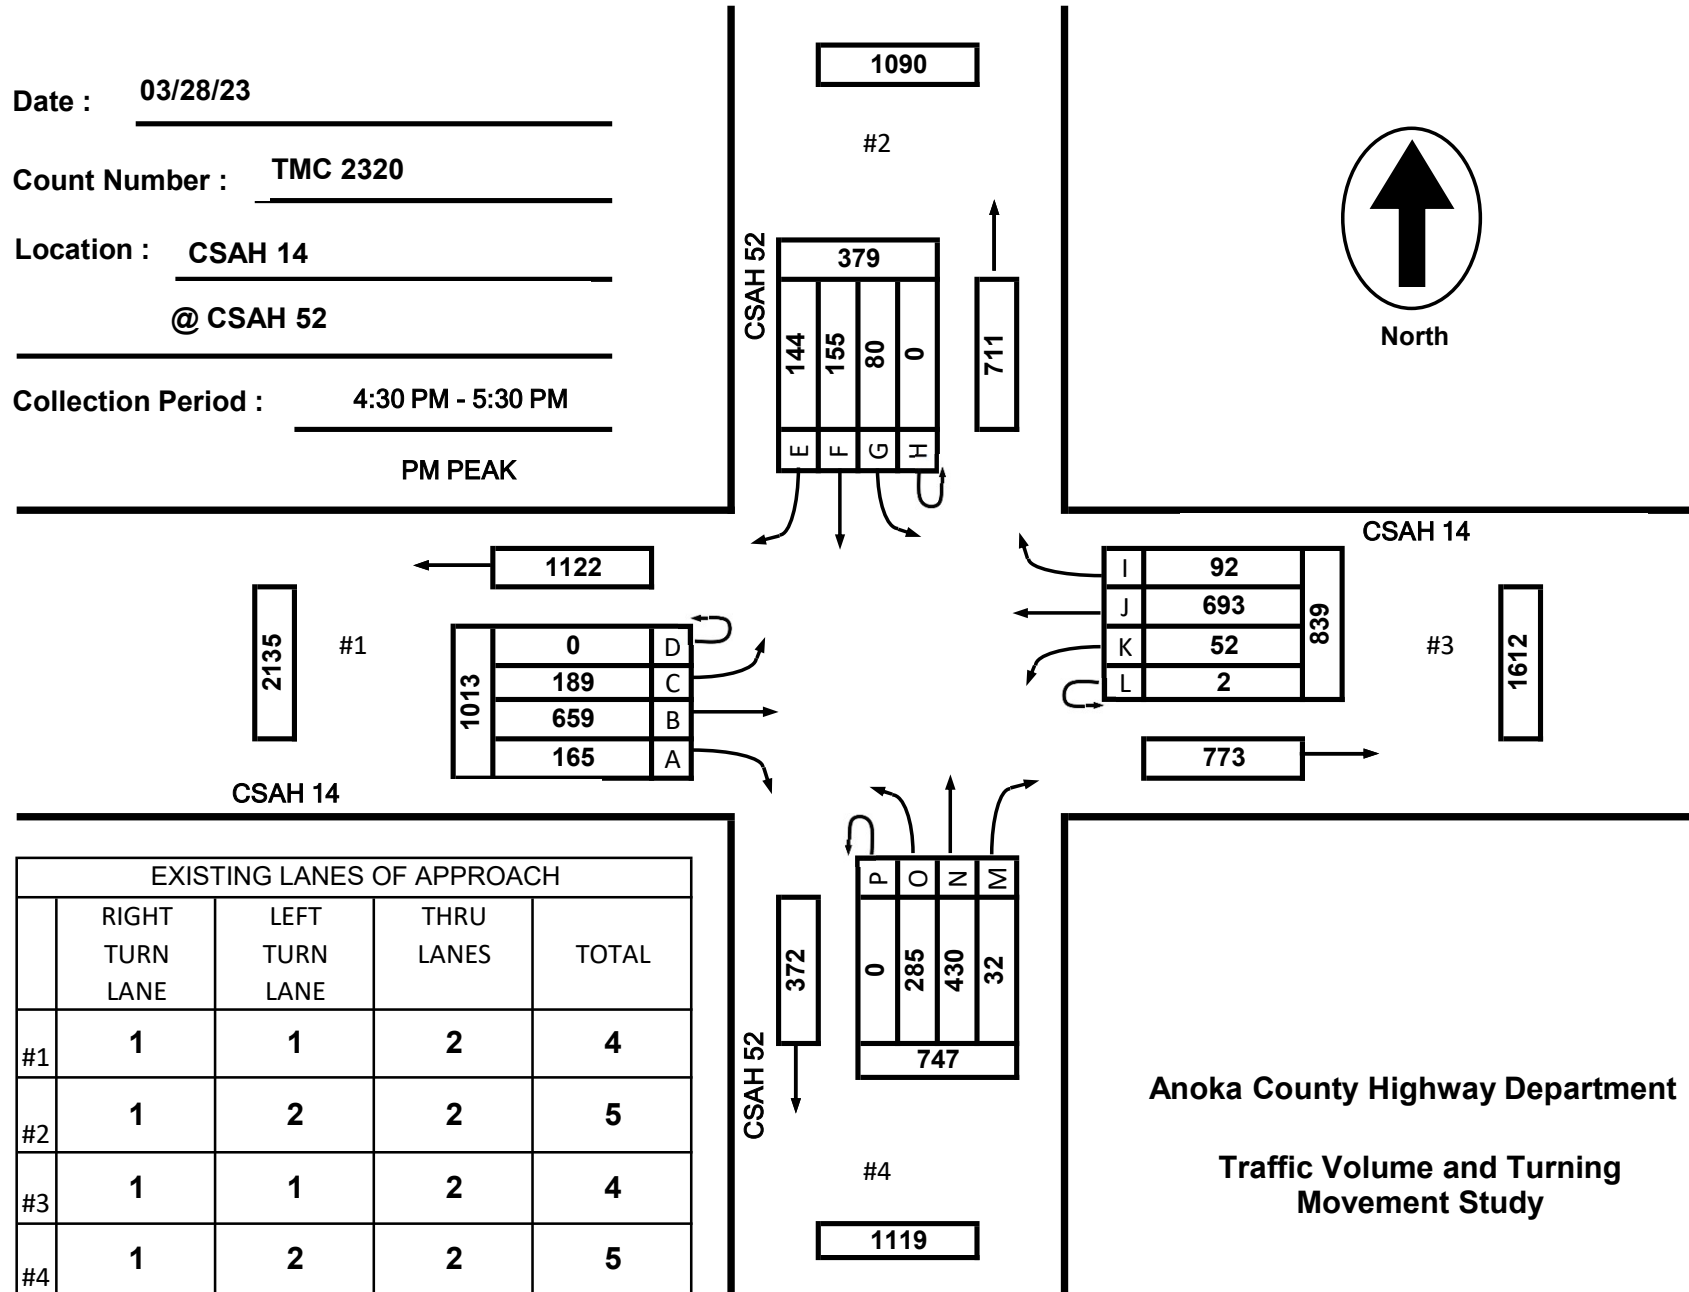 Date : 03/28/23
Count Number : TMC 2320
Location : CSAH 14
@ CSAH 52
Collection Period : 4:30 PM - 5:30 PM
PM PEAK
1090
#2
CSAH 52
379
144 155 80 0
E F G H
711
North
CSAH 14
1122
2135
#1
1013
0 D
189 C
659 B
165 A
CSAH 14
I 92
J 693
K 52
L 2
839
#3
1612
773
P O N M
0 285 430 32
747
372
CSAH 52
#4
1119
EXISTING LANES OF APPROACH
RIGHT LEFT THRU
TURN TURN LANES TOTAL
LANE LANE
#1 1 1 2 4
#2 1 2 2 5
#3 1 1 2 4
#4 1 2 2 5
Anoka County Highway Department
Traffic Volume and Turning
Movement Study